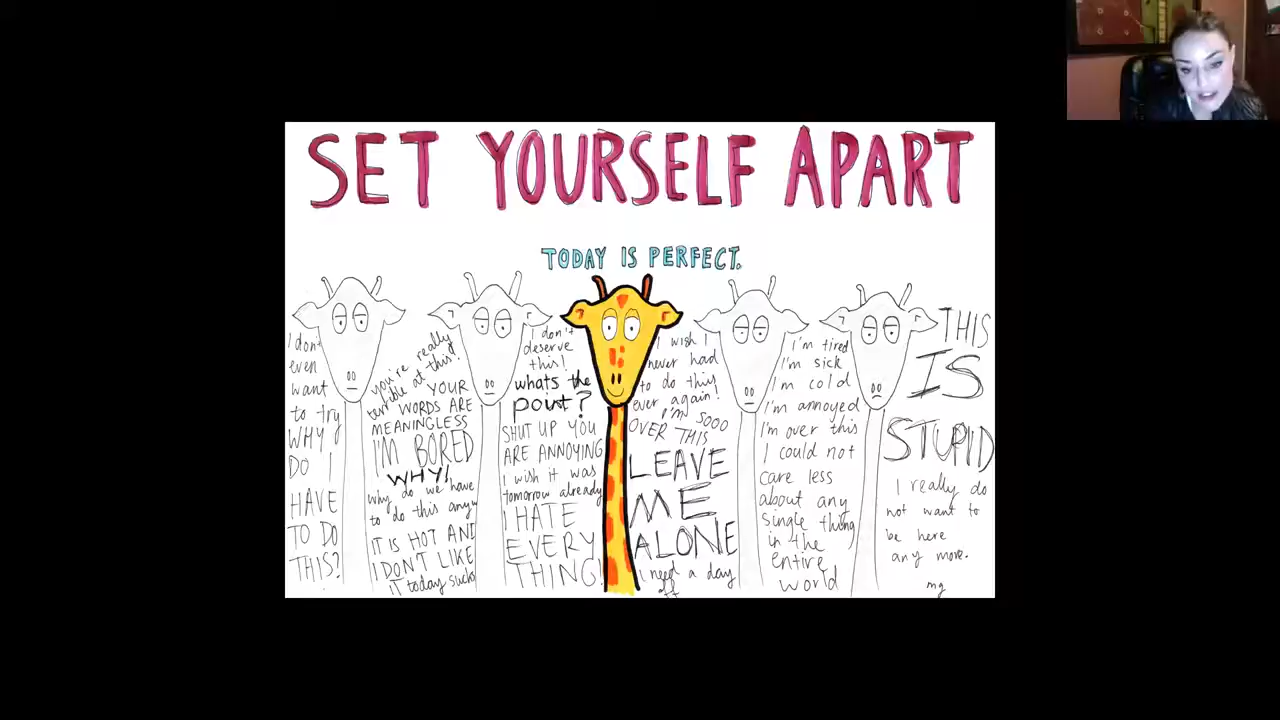 SET YOURSELF APART
TODAY IS PERFECT.
I don't
even
want
to try
WHY
DO I
HAVE
TO DO
THIS?
you're really
terrible at this!
YOUR
WORDS ARE
MEANINGLESS
I'M BORED
WHY!
why do we have
to do this anyw
IT IS HOT AND
I DON'T LIKE
IT today sucks
I don't
deserve
this!
whats the
point?
SHUT UP YOU
ARE ANNOYING
I wish it was
tomorrow already
I HATE
EVERY
THING!
I wish I
never had
to do this
ever again!
I'M SOOO
OVER THIS
LEAVE
ME
ALONE
I need a day
off
I'm tired
I'm sick
I'm cold
I'm annoyed
I'm over this
I could not
care less
about any
single thing
in the
entire
world
THIS
IS
STUPID
I really do
not want to
be here
any more.
mg